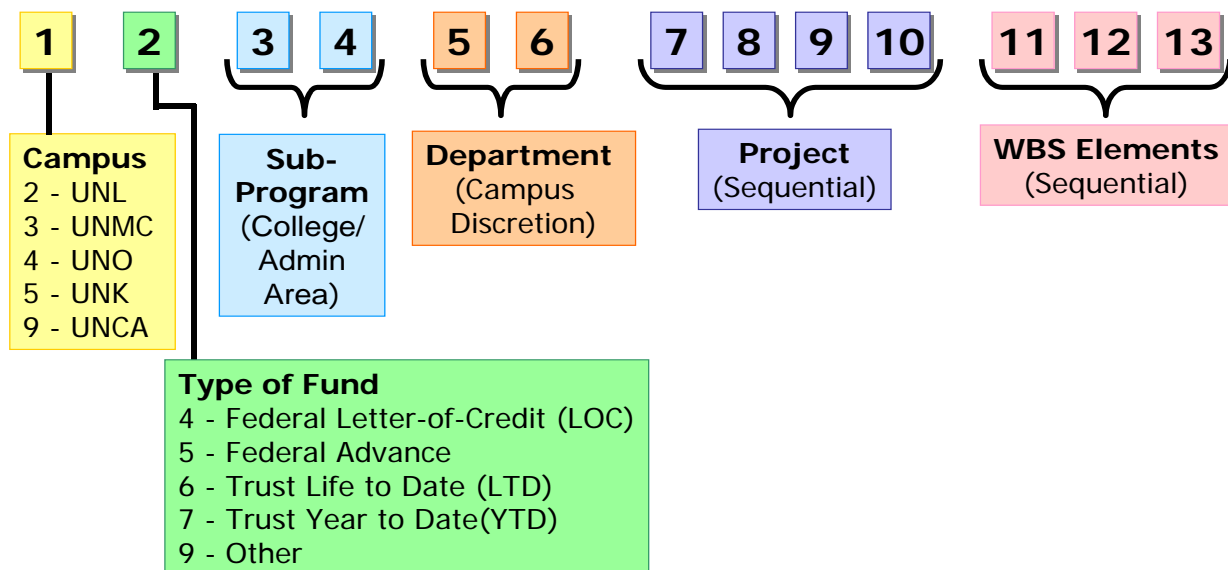 1 2 3 4 5 6 7 8 9 10 11 12 13
Campus
2 - UNL
3 - UNMC
4 - UNO
5 - UNK
9 - UNCA
Sub-
Program
(College/
Admin
Area)
Department
(Campus
Discretion)
Project
(Sequential)
WBS Elements
(Sequential)
Type of Fund
4 - Federal Letter-of-Credit (LOC)
5 - Federal Advance
6 - Trust Life to Date (LTD)
7 - Trust Year to Date(YTD)
9 - Other